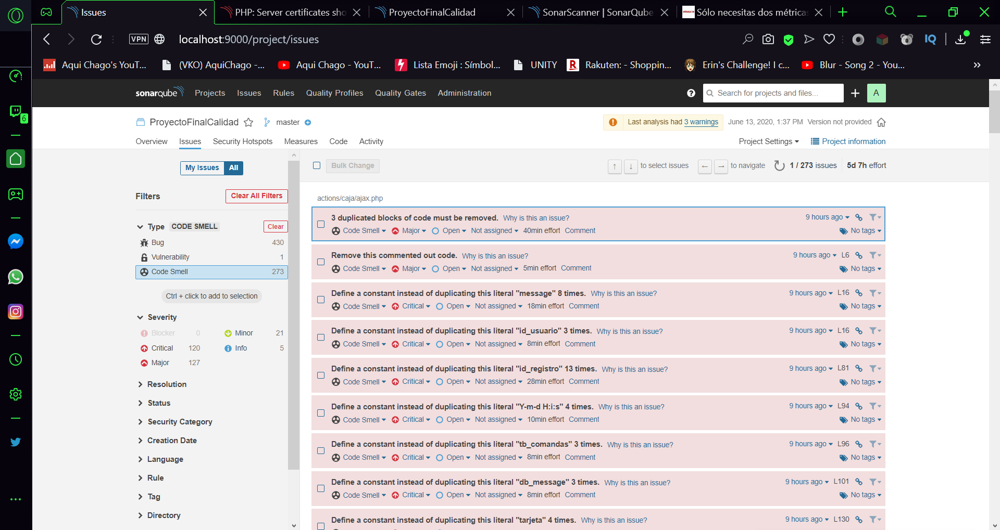 Issues
PHP: Server certificates sho
ProyectoFinalCalidad
SonarScanner | SonarQube
Sólo necesitas dos métricas
VPN
localhost:9000/project/issues
IQ
Aqui Chago's YouT...
(VKO) AquiChago -...
Aqui Chago - YouT...
Lista Emoji : Símbol...
UNITY
R
Rakuten: - Shoppin...
Erin's Challenge! I c...
Blur - Song 2 - You...
»
6
sonarqube
Projects
Issues
Rules
Quality Profiles
Quality Gates
Administration
?
Search for projects and files...
+
A
ProyectoFinalCalidad
master
Last analysis had 3 warnings
June 13, 2020, 1:37 PM
Version not provided
Overview
Issues
Security Hotspots
Measures
Code
Activity
Project Settings
Project information
My Issues
All
Bulk Change
↑ ↓ to select issues
← → to navigate
1 / 273 issues
5d 7h effort
Filters
Clear All Filters
Type CODE SMELL
Clear
Bug 430
Vulnerability 1
Code Smell 273
Ctrl + click to add to selection
Severity
Blocker 0
Minor 21
Critical 120
Info 5
Major 127
Resolution
Status
Security Category
Creation Date
Language
Rule
Tag
Directory
actions/caja/ajax.php
3 duplicated blocks of code must be removed. Why is this an issue? 9 hours ago
Code Smell Major Open Not assigned 40min effort Comment No tags
Remove this commented out code. Why is this an issue? 9 hours ago L6
Code Smell Major Open Not assigned 5min effort Comment No tags
Define a constant instead of duplicating this literal "message" 8 times. Why is this an issue? 9 hours ago L16
Code Smell Critical Open Not assigned 18min effort Comment No tags
Define a constant instead of duplicating this literal "id_usuario" 3 times. Why is this an issue? 9 hours ago L16
Code Smell Critical Open Not assigned 8min effort Comment No tags
Define a constant instead of duplicating this literal "id_registro" 13 times. Why is this an issue? 9 hours ago L81
Code Smell Critical Open Not assigned 28min effort Comment No tags
Define a constant instead of duplicating this literal "Y-m-d H:i:s" 4 times. Why is this an issue? 9 hours ago L94
Code Smell Critical Open Not assigned 10min effort Comment No tags
Define a constant instead of duplicating this literal "tb_comandas" 3 times. Why is this an issue? 9 hours ago L96
Code Smell Critical Open Not assigned 8min effort Comment No tags
Define a constant instead of duplicating this literal "db_message" 3 times. Why is this an issue? 9 hours ago L101
Code Smell Critical Open Not assigned 8min effort Comment No tags
Define a constant instead of duplicating this literal "tarjeta" 4 times. Why is this an issue? 9 hours ago L130